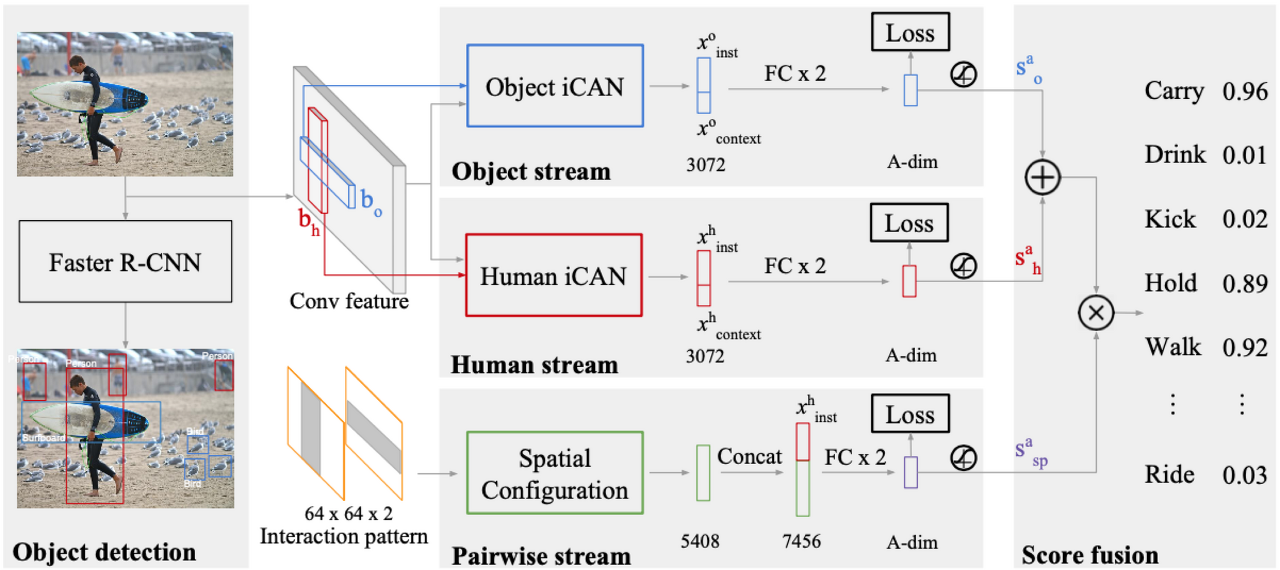 Faster R-CNN
Person
Person
Surfboard
Bird
Bird
Object detection
b_h
b_o
Conv feature
64 x 64 x 2
Interaction pattern
Object iCAN
x^o_inst
x^o_context
3072
FC x 2
Loss
A-dim
s^a_o
Object stream
Human iCAN
x^h_inst
x^h_context
3072
FC x 2
Loss
A-dim
s^a_h
Human stream
Spatial
Configuration
5408
Concat
x^h_inst
7456
FC x 2
Loss
A-dim
s^a_sp
Pairwise stream
+
×
Carry 0.96
Drink 0.01
Kick 0.02
Hold 0.89
Walk 0.92
⋮ ⋮
Ride 0.03
Score fusion